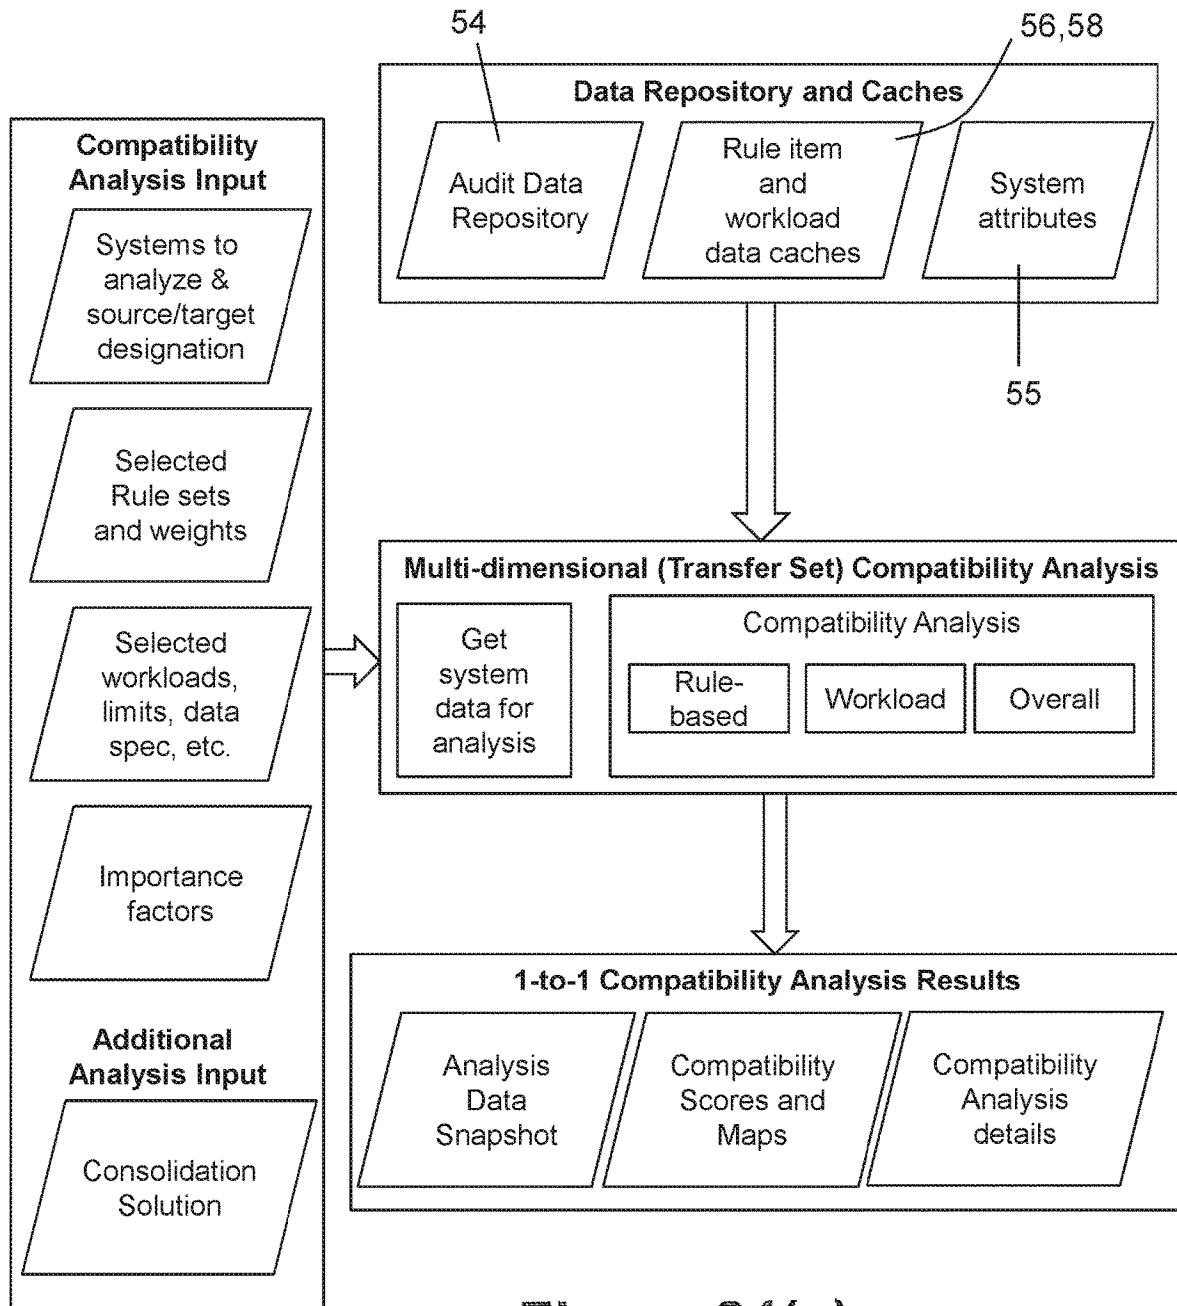 54
56,58
Data Repository and Caches
Audit Data
Repository
Rule item
and
workload
data caches
System
attributes
55
Compatibility
Analysis Input
Systems to
analyze &
source/target
designation
Selected
Rule sets
and weights
Selected
workloads,
limits, data
spec, etc.
Importance
factors
Additional
Analysis Input
Consolidation
Solution
Multi-dimensional (Transfer Set) Compatibility Analysis
Get
system
data for
analysis
Compatibility Analysis
Rule-
based
Workload
Overall
1-to-1 Compatibility Analysis Results
Analysis
Data
Snapshot
Compatibility
Scores and
Maps
Compatibility
Analysis
details